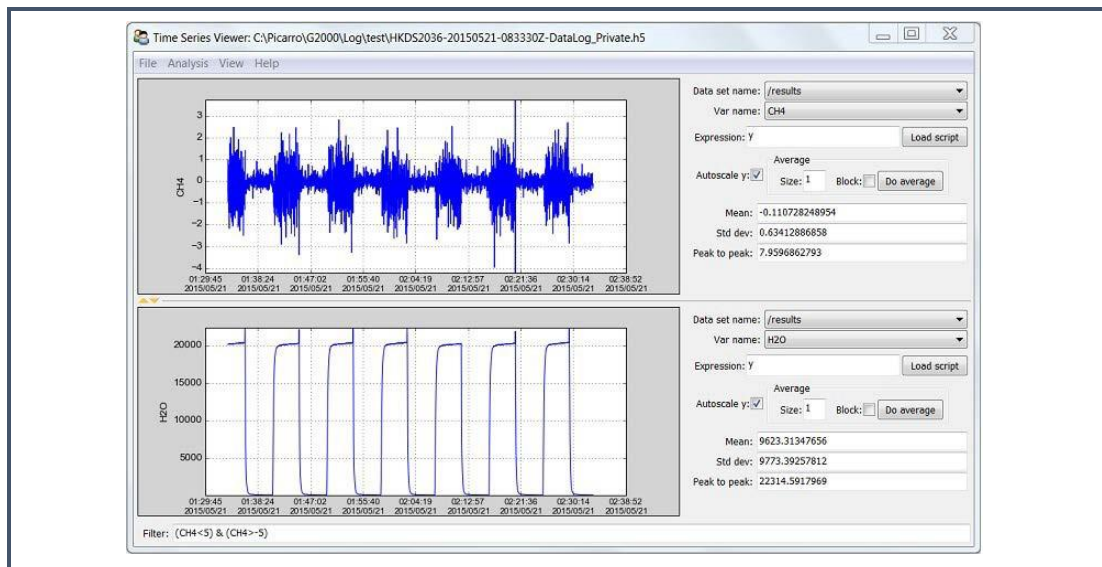 Time Series Viewer: C:\Picarro\G2000\Log\test\HKDS2036-20150521-083330Z-DataLog_Private.h5
File Analysis View Help
CH4
3
2
1
0
−1
−2
−3
−4
01:29:45 01:38:24 01:47:02 01:55:40 02:04:19 02:12:57 02:21:36 02:30:14 02:38:52
2015/05/21 2015/05/21 2015/05/21 2015/05/21 2015/05/21 2015/05/21 2015/05/21 2015/05/21 2015/05/21
Data set name: /results
Var name: CH4
Expression: y Load script
Average
Autoscale y: Size: 1 Block: Do average
Mean: -0.110728248954
Std dev: 0.63412886858
Peak to peak: 7.9596862793
H2O
20000
15000
10000
5000
01:29:45 01:38:24 01:47:02 01:55:40 02:04:19 02:12:57 02:21:36 02:30:14 02:38:52
2015/05/21 2015/05/21 2015/05/21 2015/05/21 2015/05/21 2015/05/21 2015/05/21 2015/05/21 2015/05/21
Data set name: /results
Var name: H2O
Expression: y Load script
Average
Autoscale y: Size: 1 Block: Do average
Mean: 9623.31347656
Std dev: 9773.39257812
Peak to peak: 22314.5917969
Filter: (CH4<5) & (CH4>-5)